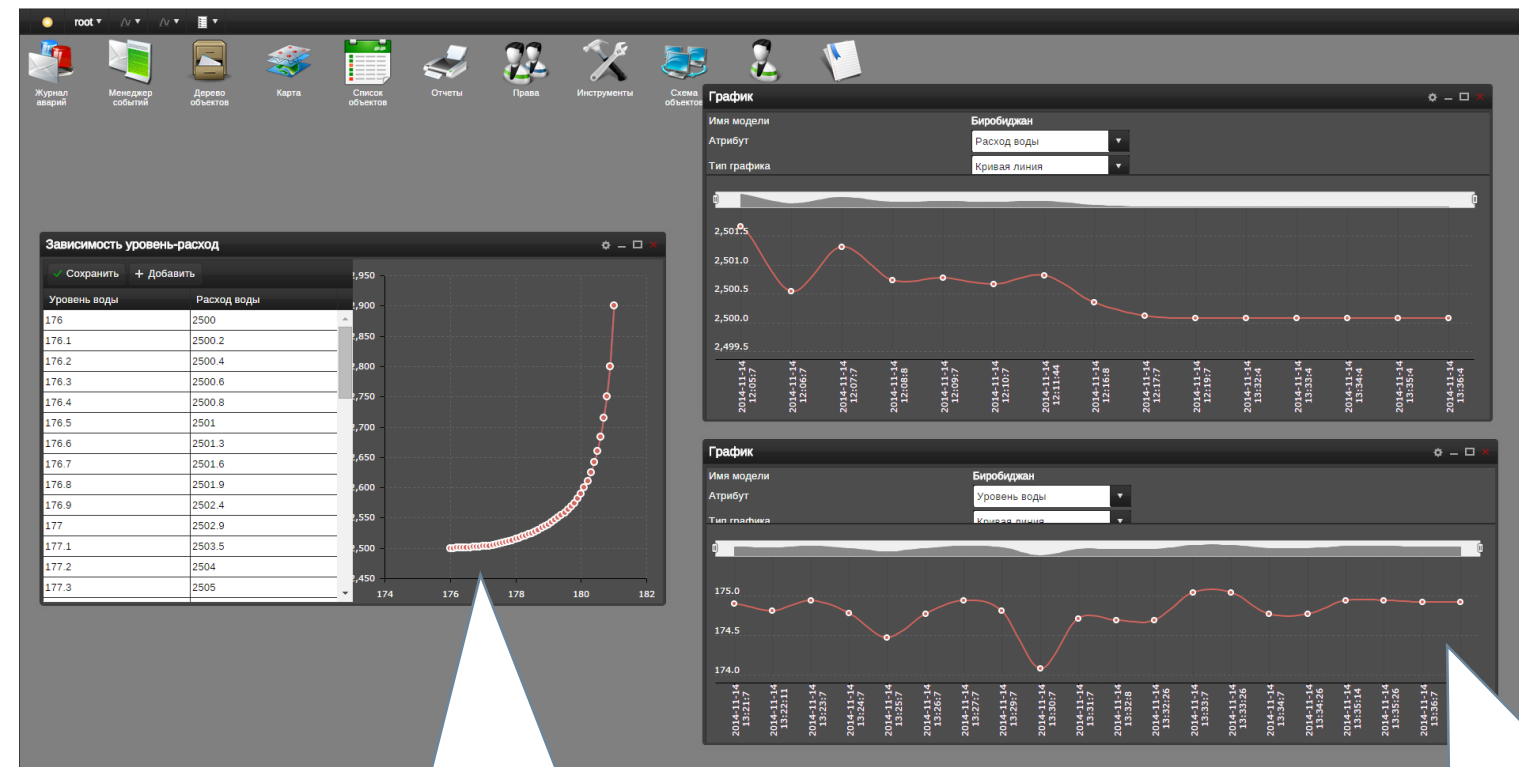 root
Журнал
аварий
Менеджер
событий
Дерево
объектов
Карта
Список
объектов
Отчеты
Права
Инструменты
Схема
объектов
График
Имя модели Биробиджан
Атрибут Расход воды
Тип графика Кривая линия
2,501.5
2,501.0
2,500.5
2,500.0
2,499.5
2014-11-14 12:05:7
2014-11-14 12:06:7
2014-11-14 12:07:7
2014-11-14 12:08:8
2014-11-14 12:09:7
2014-11-14 12:10:7
2014-11-14 12:11:44
2014-11-14 12:16:8
2014-11-14 12:17:7
2014-11-14 12:19:7
2014-11-14 13:32:4
2014-11-14 13:33:4
2014-11-14 13:34:4
2014-11-14 13:35:4
2014-11-14 13:36:4
Зависимость уровень-расход
Сохранить + Добавить
Уровень воды Расход воды
176 2500
176.1 2500.2
176.2 2500.4
176.3 2500.6
176.4 2500.8
176.5 2501
176.6 2501.3
176.7 2501.6
176.8 2501.9
176.9 2502.4
177 2502.9
177.1 2503.5
177.2 2504
177.3 2505
2,950
2,900
2,850
2,800
2,750
2,700
2,650
2,600
2,550
2,500
2,450
174 176 178 180 182
График
Имя модели Биробиджан
Атрибут Уровень воды
Тип графика Кривая линия
175.0
174.5
174.0
2014-11-14 13:21:7
2014-11-14 13:22:11
2014-11-14 13:23:7
2014-11-14 13:24:7
2014-11-14 13:25:7
2014-11-14 13:26:7
2014-11-14 13:27:7
2014-11-14 13:29:7
2014-11-14 13:30:7
2014-11-14 13:31:7
2014-11-14 13:32:8
2014-11-14 13:32:26
2014-11-14 13:33:7
2014-11-14 13:33:26
2014-11-14 13:34:7
2014-11-14 13:34:26
2014-11-14 13:35:14
2014-11-14 13:35:26
2014-11-14 13:36:7